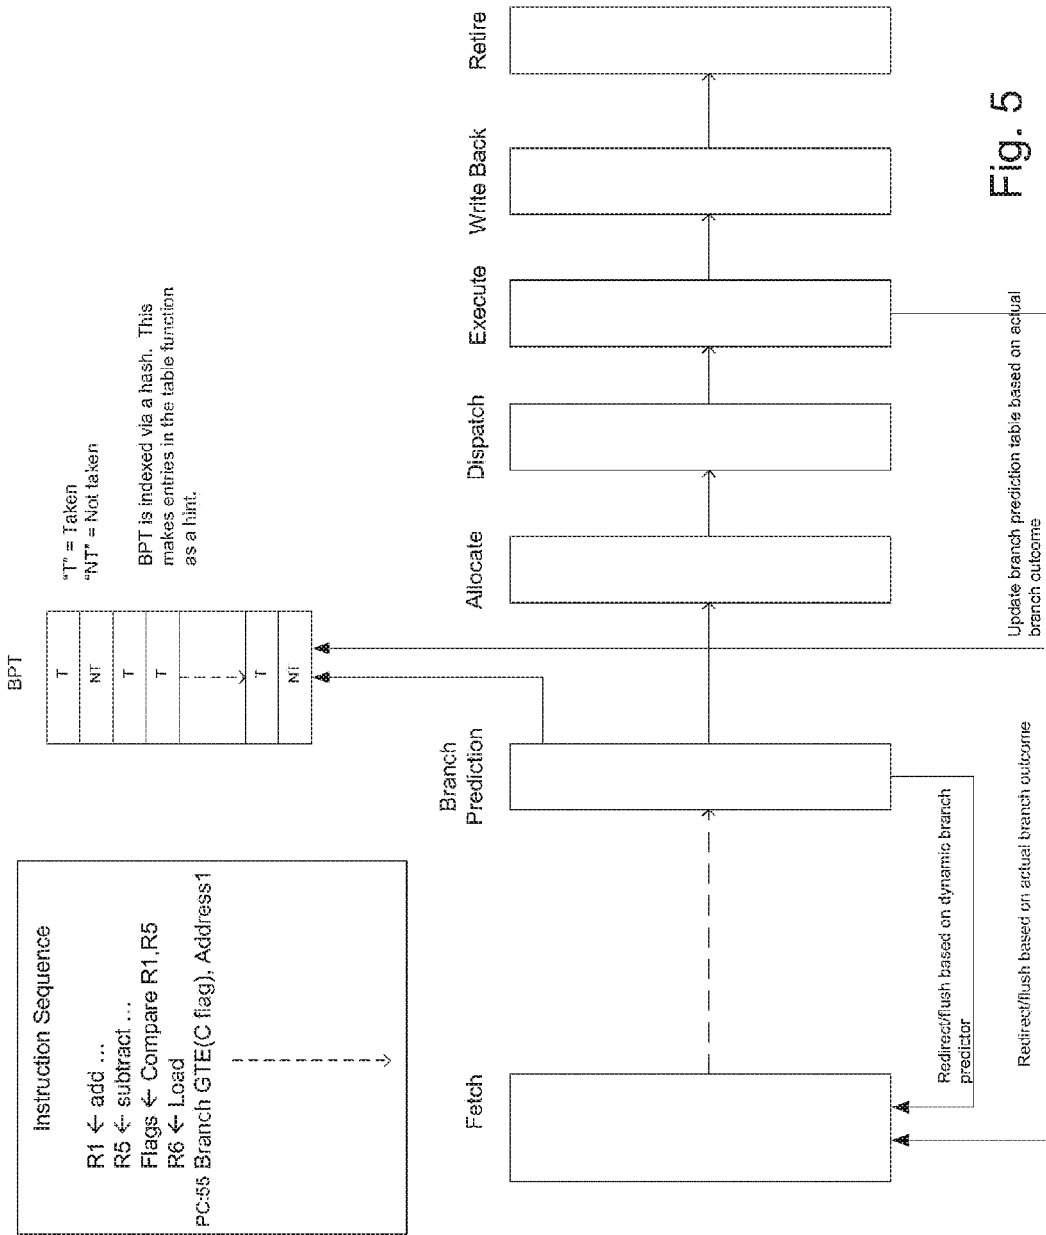 Instruction Sequence
R1 ← add ...
R5 ← subtract ...
Flags ← Compare R1,R5
R6 ← Load
PC:55 Branch GTE(C flag), Address1
BPT
T
NT
T
T
T
NT
"T" = Taken
"NT" = Not taken
BPT is indexed via a hash. This
makes entries in the table function
as a hint.
Fetch
Branch
Prediction
Allocate
Dispatch
Execute
Write Back
Retire
Redirect/flush based on dynamic branch
predictor
Redirect/flush based on actual branch outcome
Update branch prediction table based on actual
branch outcome
Fig. 5